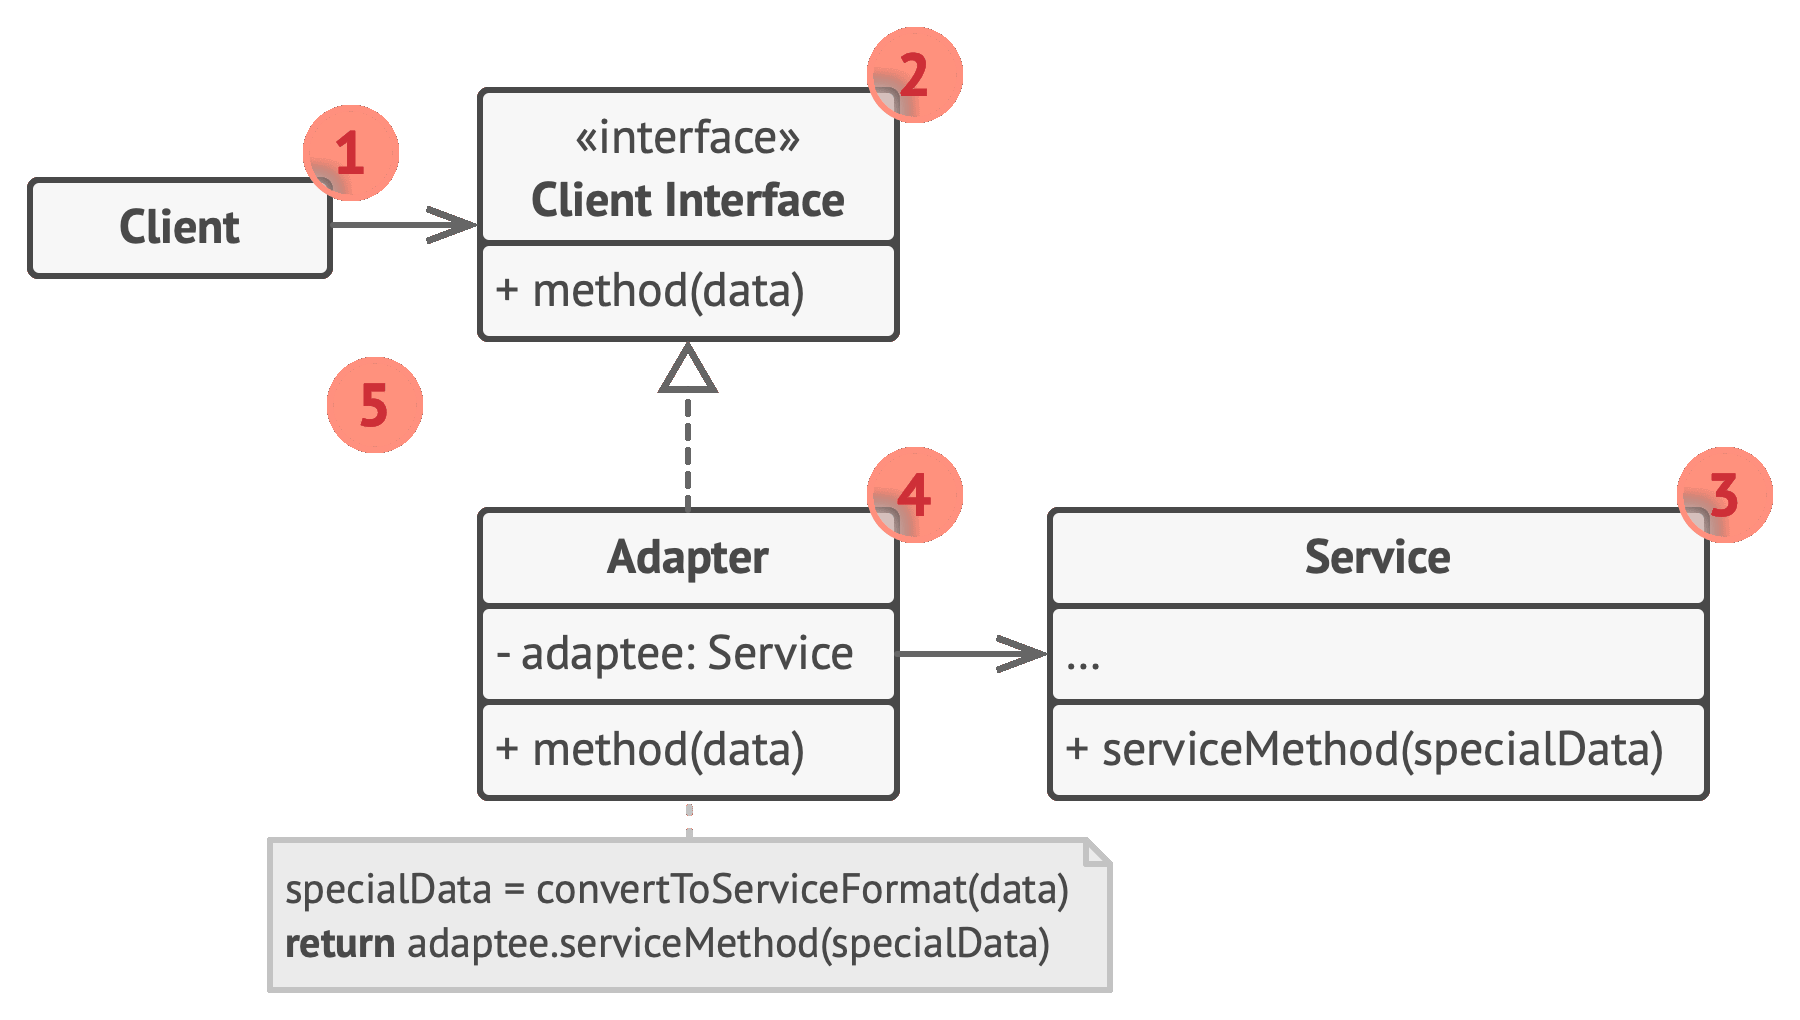 1
Client
2
«interface»
Client Interface
+ method(data)
5
4
Adapter
- adaptee: Service
+ method(data)
3
Service
...
+ serviceMethod(specialData)
specialData = convertToServiceFormat(data)
return adaptee.serviceMethod(specialData)